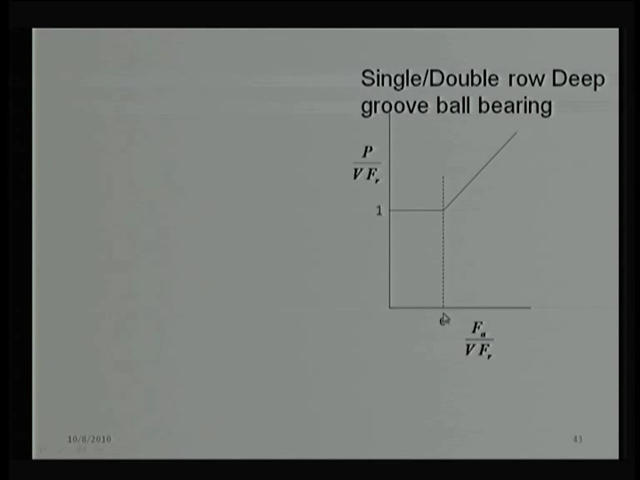 Single/Double row Deep
groove ball bearing
P
V Fr
1
e
Fa
V Fr
10/8/2010 43